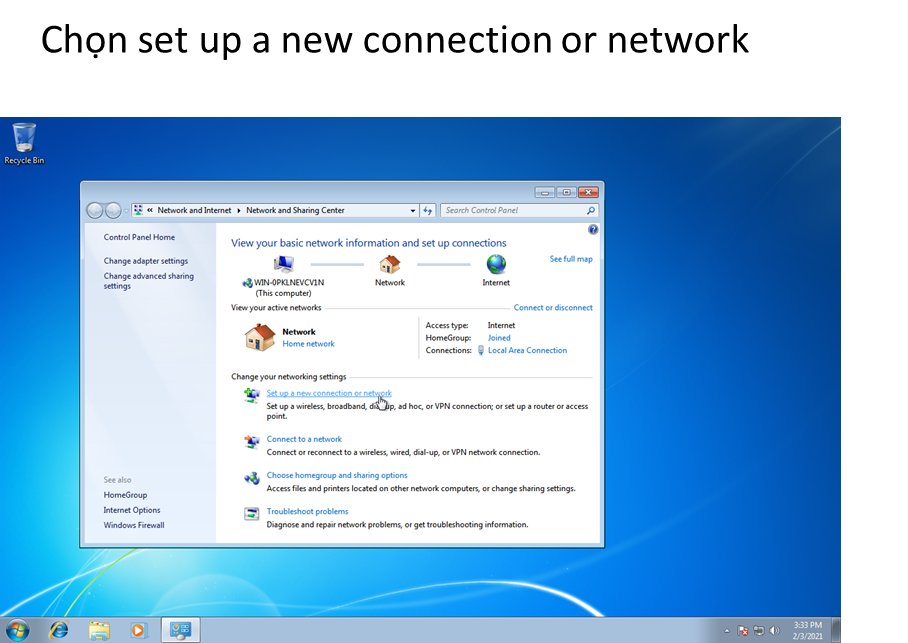 Chọn set up a new connection or network
Recycle Bin
« Network and Internet Network and Sharing Center
Search Control Panel
Control Panel Home
Change adapter settings
Change advanced sharing
settings
View your basic network information and set up connections
See full map
WIN-0PKLNEVCV1N
(This computer)
Network
Internet
View your active networks
Connect or disconnect
Network
Home network
Access type: Internet
HomeGroup: Joined
Connections: Local Area Connection
Change your networking settings
Set up a new connection or network
Set up a wireless, broadband, dial-up, ad hoc, or VPN connection; or set up a router or access
point.
Connect to a network
Connect or reconnect to a wireless, wired, dial-up, or VPN network connection.
Choose homegroup and sharing options
Access files and printers located on other network computers, or change sharing settings.
Troubleshoot problems
Diagnose and repair network problems, or get troubleshooting information.
See also
HomeGroup
Internet Options
Windows Firewall
3:33 PM
2/3/2021